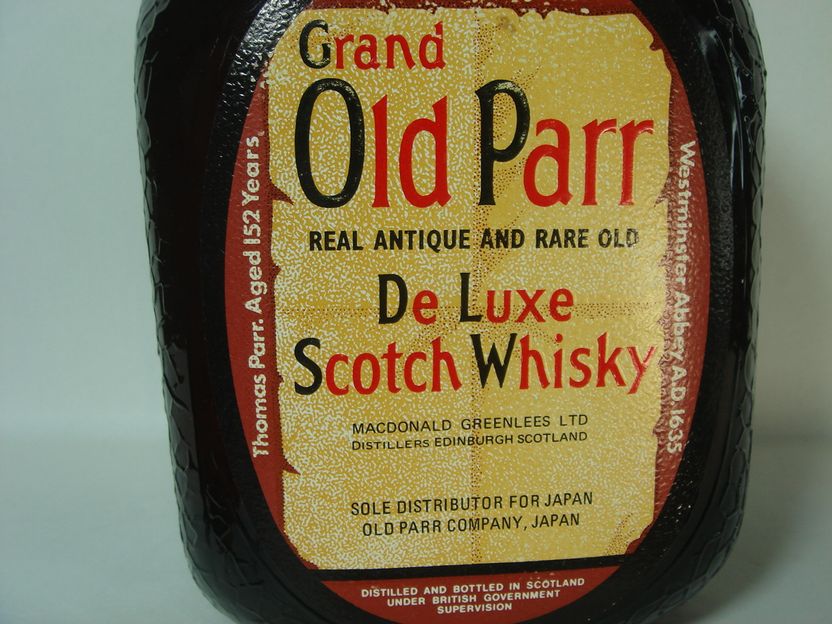 Grand
Old Parr
REAL ANTIQUE AND RARE OLD
De Luxe
Scotch Whisky
MACDONALD GREENLEES LTD
DISTILLERS EDINBURGH SCOTLAND
SOLE DISTRIBUTOR FOR JAPAN
OLD PARR COMPANY, JAPAN
Thomas Parr. Aged 152 Years
Westminster Abbey A.D. 1635
DISTILLED AND BOTTLED IN SCOTLAND
UNDER BRITISH GOVERNMENT
SUPERVISION